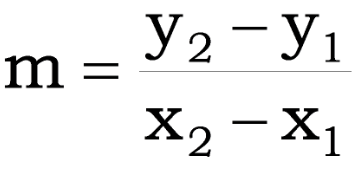 m = (y₂ − y₁) / (x₂ − x₁)